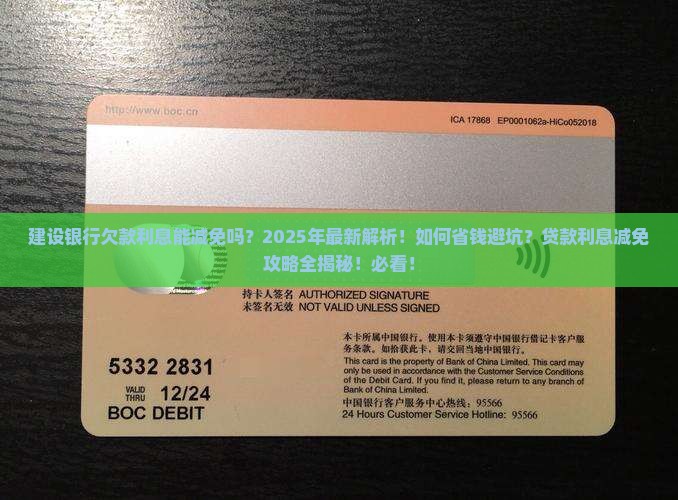 http://www.boc.cn
ICA 17868 EP0001062a-HiCo052018
建设银行欠款利息能减免吗？2025年最新解析！如何省钱避坑？贷款利息减免
攻略全揭秘！必看！
持卡人签名 AUTHORIZED SIGNATURE
未签名无效 NOT VALID UNLESS SIGNED
本卡所属中国银行。使用本卡须遵守中国银行借记卡客户服
务条款。如拾获此卡，请交回当地中国银行。
This card is the property of Bank of China Limited. This card may
only be used in accordance with the Customer Service Conditions
of the Debit Card. If you find it, please return to any branch of
Bank of China Limited.
中国银行客户服务中心热线：95566
24 Hours Customer Service Hotline: 95566
5332 2831
VALID
THRU 12/24
BOC DEBIT